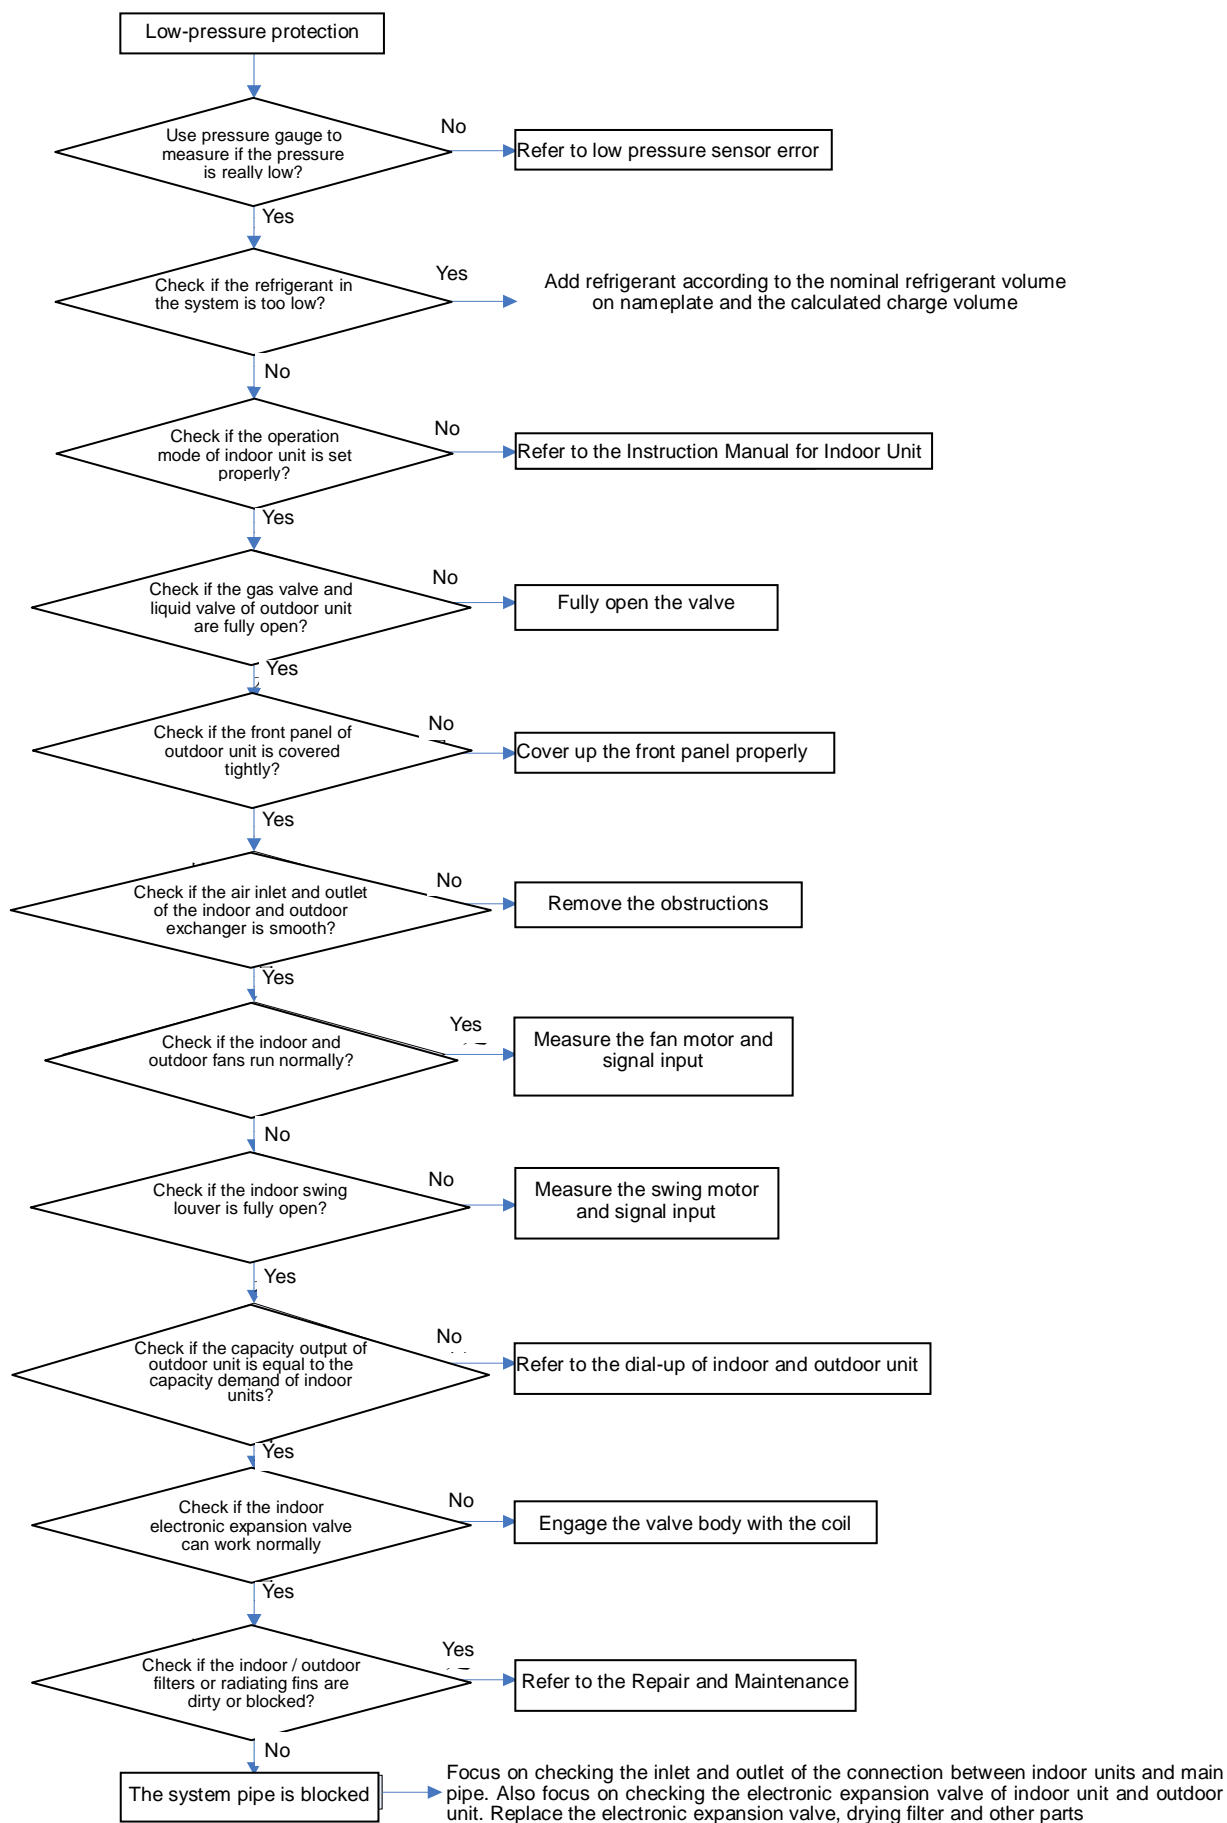 Low-pressure protection
Use pressure gauge to
measure if the pressure
is really low?
No
Refer to low pressure sensor error
Yes
Check if the refrigerant in
the system is too low?
Yes
Add refrigerant according to the nominal refrigerant volume
on nameplate and the calculated charge volume
No
Check if the operation
mode of indoor unit is set
properly?
No
Refer to the Instruction Manual for Indoor Unit
Yes
Check if the gas valve and
liquid valve of outdoor unit
are fully open?
No
Fully open the valve
Yes
Check if the front panel of
outdoor unit is covered
tightly?
No
Cover up the front panel properly
Yes
Check if the air inlet and outlet
of the indoor and outdoor
exchanger is smooth?
No
Remove the obstructions
Yes
Check if the indoor and
outdoor fans run normally?
Yes
Measure the fan motor and
signal input
No
Check if the indoor swing
louver is fully open?
No
Measure the swing motor
and signal input
Yes
Check if the capacity output of
outdoor unit is equal to the
capacity demand of indoor
units?
No
Refer to the dial-up of indoor and outdoor unit
Yes
Check if the indoor
electronic expansion valve
can work normally
No
Engage the valve body with the coil
Yes
Check if the indoor / outdoor
filters or radiating fins are
dirty or blocked?
Yes
Refer to the Repair and Maintenance
No
The system pipe is blocked
Focus on checking the inlet and outlet of the connection between indoor units and main
pipe. Also focus on checking the electronic expansion valve of indoor unit and outdoor
unit. Replace the electronic expansion valve, drying filter and other parts